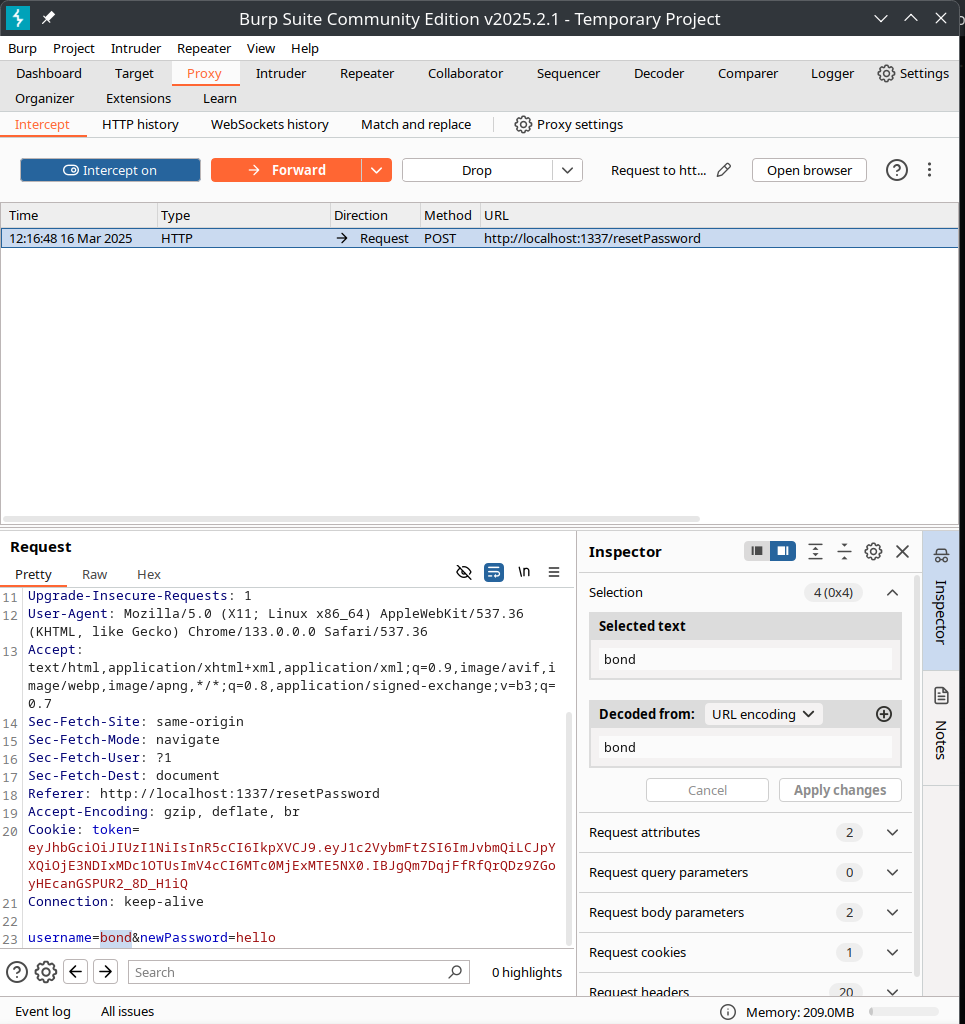 Burp Suite Community Edition v2025.2.1 - Temporary Project
Burp Project Intruder Repeater View Help
Dashboard Target Proxy Intruder Repeater Collaborator Sequencer Decoder Comparer Logger Settings
Organizer Extensions Learn
Intercept HTTP history WebSockets history Match and replace Proxy settings
Intercept on Forward Drop Request to htt... Open browser
Time Type Direction Method URL
12:16:48 16 Mar 2025 HTTP → Request POST http://localhost:1337/resetPassword
Request
Pretty Raw Hex \n
11 Upgrade-Insecure-Requests: 1
12 User-Agent: Mozilla/5.0 (X11; Linux x86_64) AppleWebKit/537.36
(KHTML, like Gecko) Chrome/133.0.0.0 Safari/537.36
13 Accept:
text/html,application/xhtml+xml,application/xml;q=0.9,image/avif,i
mage/webp,image/apng,*/*;q=0.8,application/signed-exchange;v=b3;q=
0.7
14 Sec-Fetch-Site: same-origin
15 Sec-Fetch-Mode: navigate
16 Sec-Fetch-User: ?1
17 Sec-Fetch-Dest: document
18 Referer: http://localhost:1337/resetPassword
19 Accept-Encoding: gzip, deflate, br
20 Cookie: token=
eyJhbGciOiJIUzI1NiIsInR5cCI6IkpXVCJ9.eyJ1c2VybmFtZSI6ImJvbmQiLCJpY
XQiOjE3NDIxMDc1OTUsImV4cCI6MTc0MjExMTE5NX0.IBJgQm7DqjFfRfQrQDz9ZGo
yHEcanGSPUR2_8D_H1iQ
21 Connection: keep-alive
22
23 username=bond&newPassword=hello
Search 0 highlights
Inspector
Selection 4 (0x4)
Selected text
bond
Decoded from: URL encoding
bond
Cancel Apply changes
Request attributes 2
Request query parameters 0
Request body parameters 2
Request cookies 1
Request headers 20
Inspector
Notes
Event log All issues Memory: 209.0MB